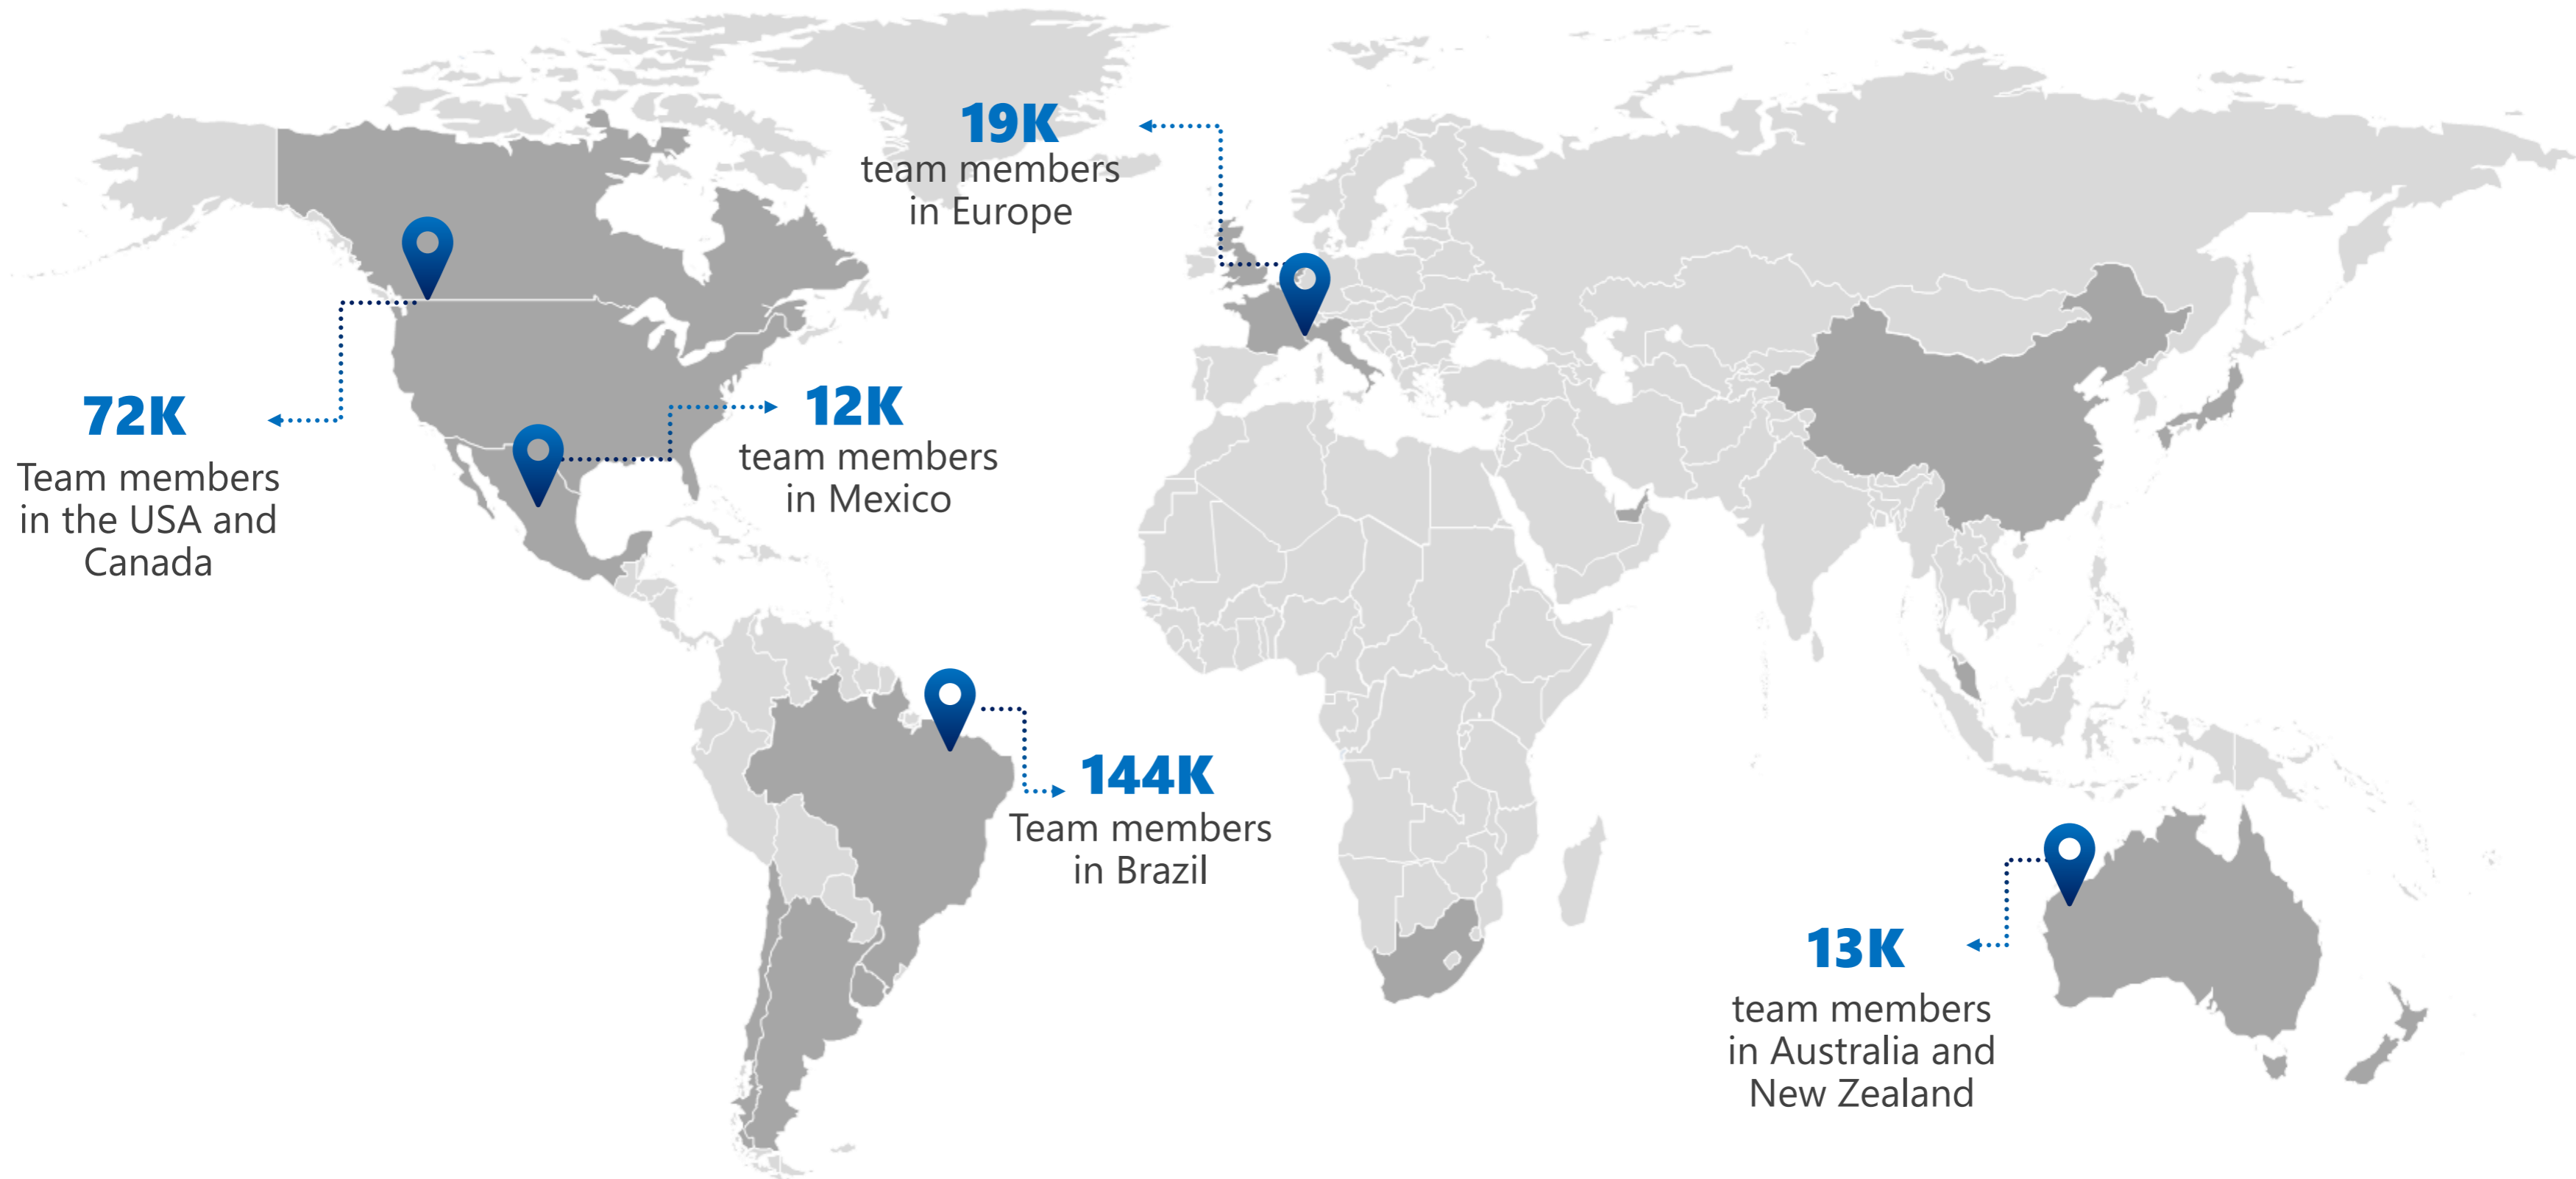 19K
team members
in Europe
72K
Team members
in the USA and
Canada
12K
team members
in Mexico
144K
Team members
in Brazil
13K
team members
in Australia and
New Zealand